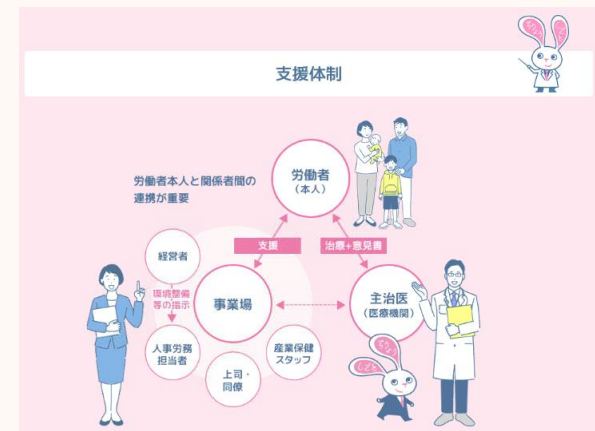 支援体制
労働者本人と関係者間の
連携が重要
労働者
（本人）
支援
治療+意見書
経営者
環境整備
等の指示
事業場
主治医
（医療機関）
人事労務
担当者
上司・
同僚
産業保健
スタッフ